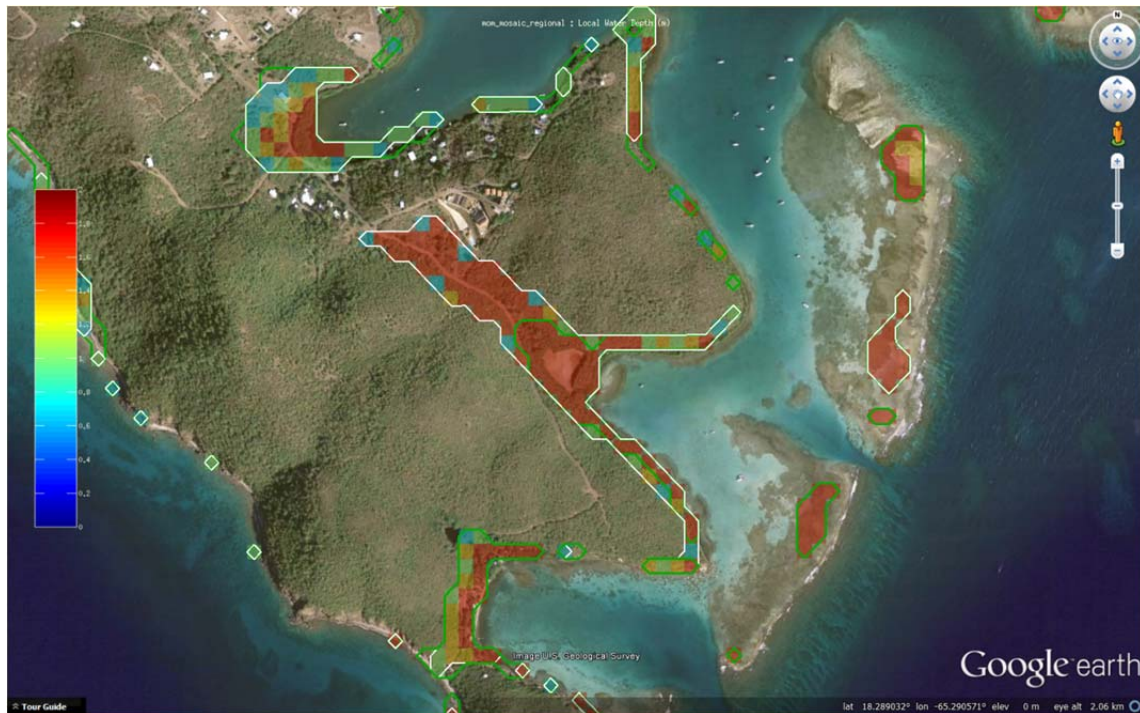 mom_mosaic_regional : Local Water Depth (m)
N
Image U.S. Geological Survey
Google earth
Tour Guide
lat 18.289032° lon -65.290571° elev 0 m eye alt 2.06 km